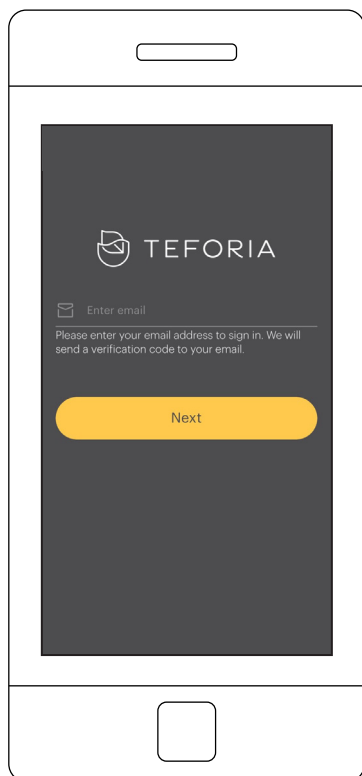 TEFORIA
Enter email
Please enter your email address to sign in. We will
send a verification code to your email.
Next